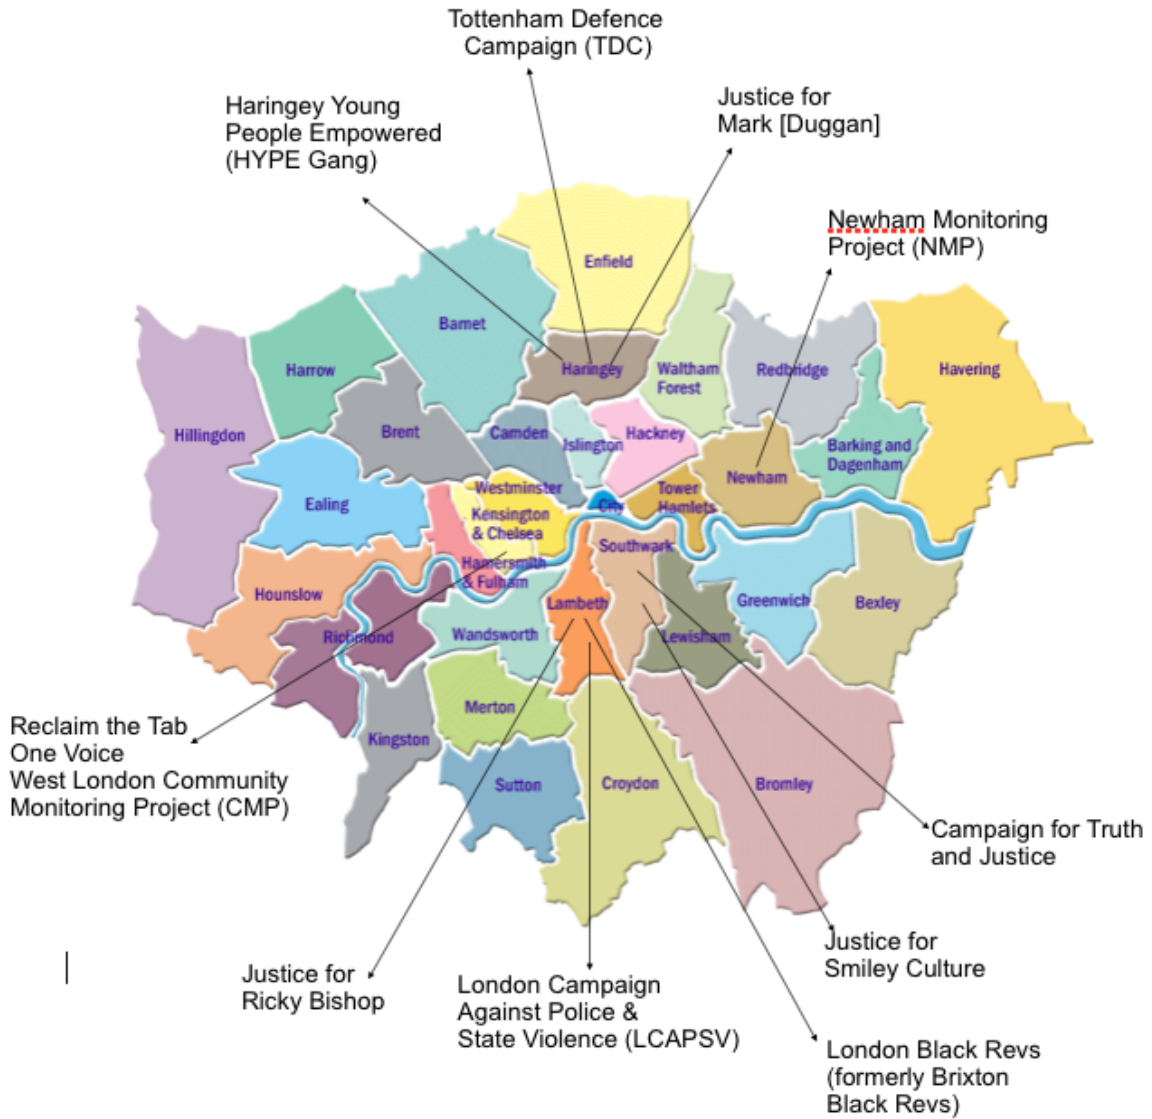 Tottenham Defence
Campaign (TDC)
Haringey Young
People Empowered
(HYPE Gang)
Justice for
Mark [Duggan]
Newham Monitoring
Project (NMP)
Enfield
Barnet
Harrow
Haringey
Waltham
Forest
Redbridge
Havering
Hillingdon
Brent
Camden
Islington
Hackney
Barking and
Dagenham
Newham
Ealing
Westminster
Kensington
& Chelsea
City
Tower
Hamlets
Hamersmith
& Fulham
Southwark
Hounslow
Richmond
Wandsworth
Lambeth
Lewisham
Greenwich
Bexley
Merton
Kingston
Sutton
Croydon
Bromley
Reclaim the Tab
One Voice
West London Community
Monitoring Project (CMP)
Campaign for Truth
and Justice
Justice for
Smiley Culture
Justice for
Ricky Bishop
London Campaign
Against Police &
State Violence (LCAPSV)
London Black Revs
(formerly Brixton
Black Revs)